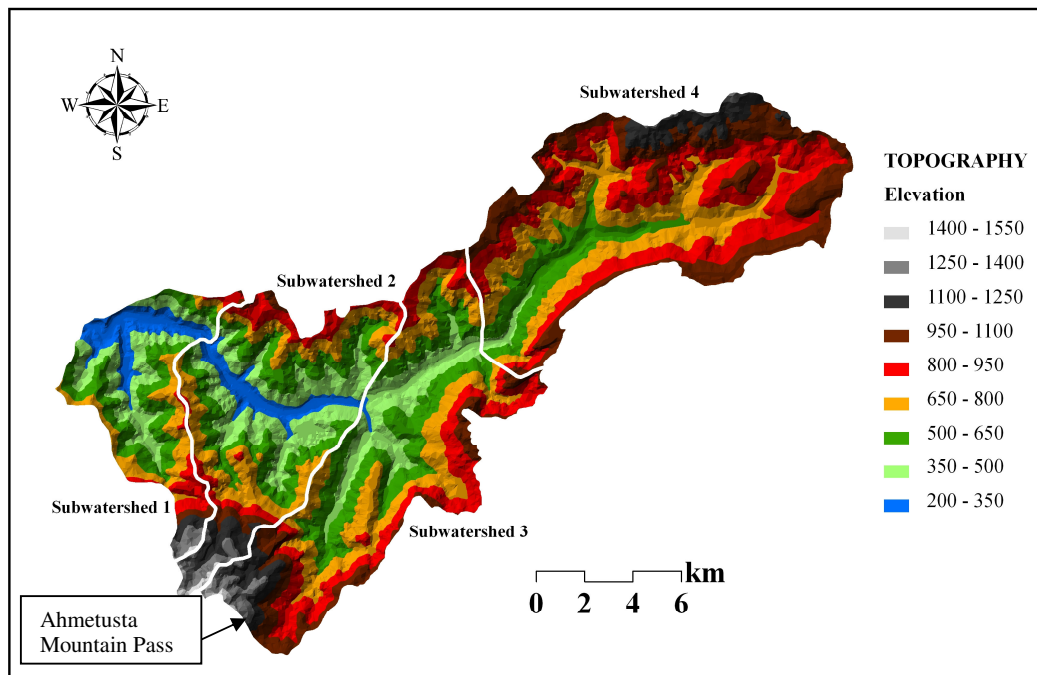 N
W E
S
Subwatershed 4
Subwatershed 2
Subwatershed 1
Subwatershed 3
Ahmetusta
Mountain Pass
km
0 2 4 6
TOPOGRAPHY
Elevation
1400 - 1550
1250 - 1400
1100 - 1250
950 - 1100
800 - 950
650 - 800
500 - 650
350 - 500
200 - 350